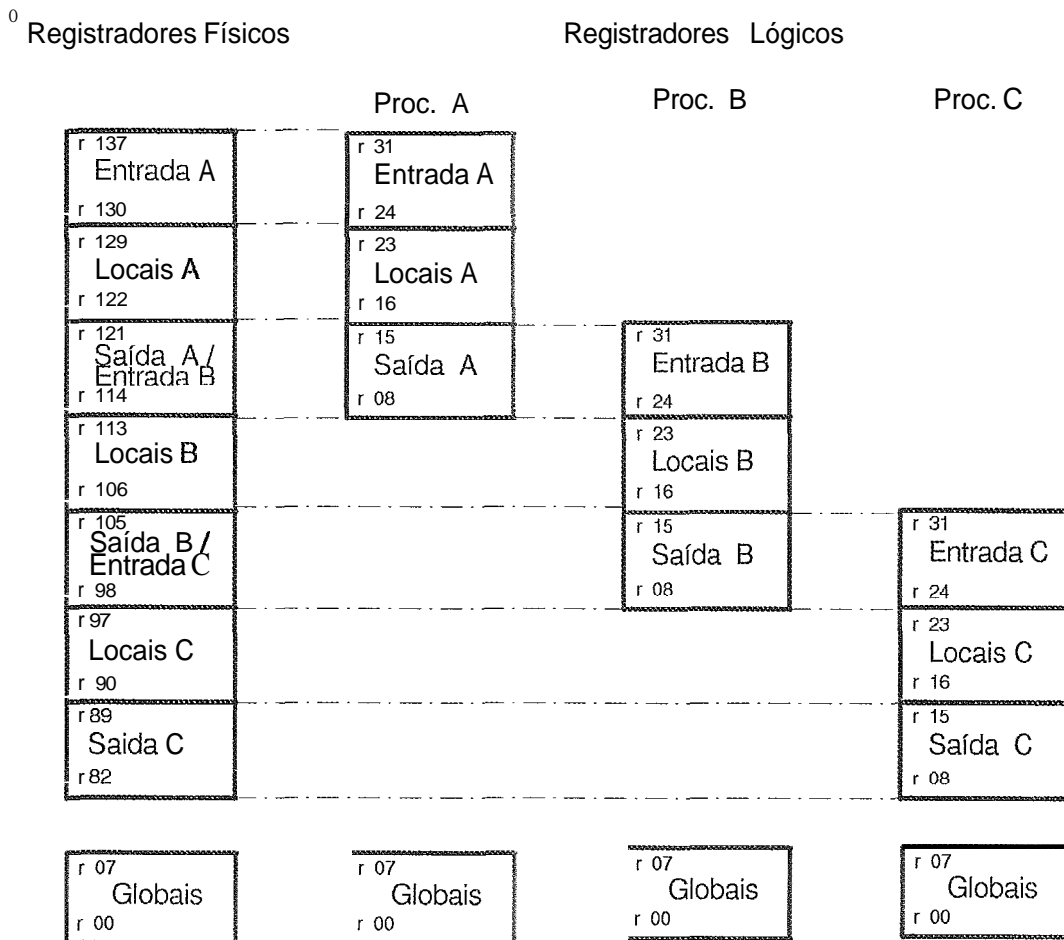 0
Registradores Físicos
Registradores Lógicos
Proc. A
Proc. B
Proc. C
r 137
Entrada A
r 130
r 129
Locais A
r 122
r 121
Saída A /
Entrada B
r 114
r 113
Locais B
r 106
r 105
Saída B /
Entrada C
r 98
r 97
Locais C
r 90
r 89
Saida C
r 82
r 07
Globais
r 00
r 31
Entrada A
r 24
r 23
Locais A
r 16
r 15
Saída A
r 08
r 07
Globais
r 00
r 31
Entrada B
r 24
r 23
Locais B
r 16
r 15
Saída B
r 08
r 07
Globais
r 00
r 31
Entrada C
r 24
r 23
Locais C
r 16
r 15
Saída C
r 08
r 07
Globais
r 00